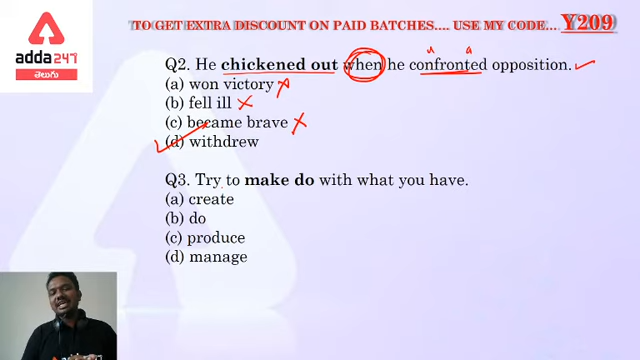 TO GET EXTRA DISCOUNT ON PAID BATCHES.... USE MY CODE... Y209
adda247
తెలుగు
u a
Q2. He chickened out when he confronted opposition.
(a) won victory
(b) fell ill
(c) became brave
(d) withdrew
Q3. Try to make do with what you have.
(a) create
(b) do
(c) produce
(d) manage